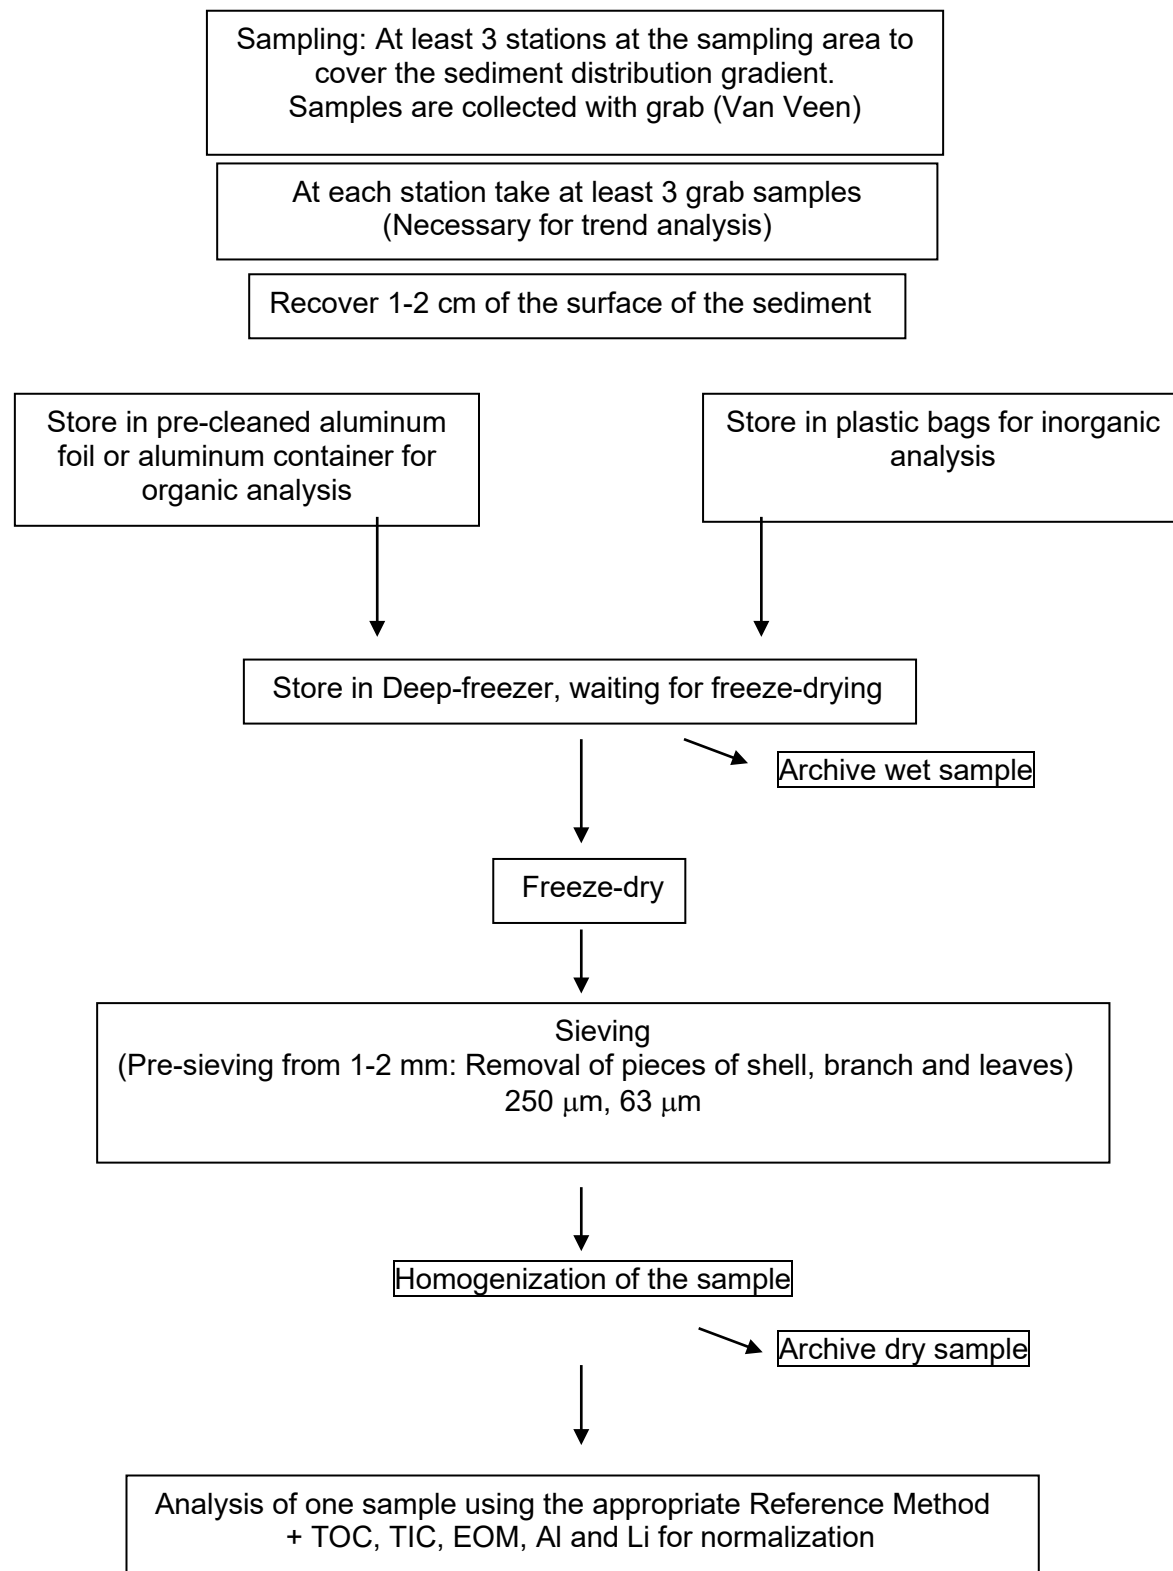 Sampling: At least 3 stations at the sampling area to
cover the sediment distribution gradient.
Samples are collected with grab (Van Veen)
At each station take at least 3 grab samples
(Necessary for trend analysis)
Recover 1-2 cm of the surface of the sediment
Store in pre-cleaned aluminum
foil or aluminum container for
organic analysis
Store in plastic bags for inorganic
analysis
Store in Deep-freezer, waiting for freeze-drying
Archive wet sample
Freeze-dry
Sieving
(Pre-sieving from 1-2 mm: Removal of pieces of shell, branch and leaves)
250 μm, 63 μm
Homogenization of the sample
Archive dry sample
Analysis of one sample using the appropriate Reference Method
+ TOC, TIC, EOM, Al and Li for normalization